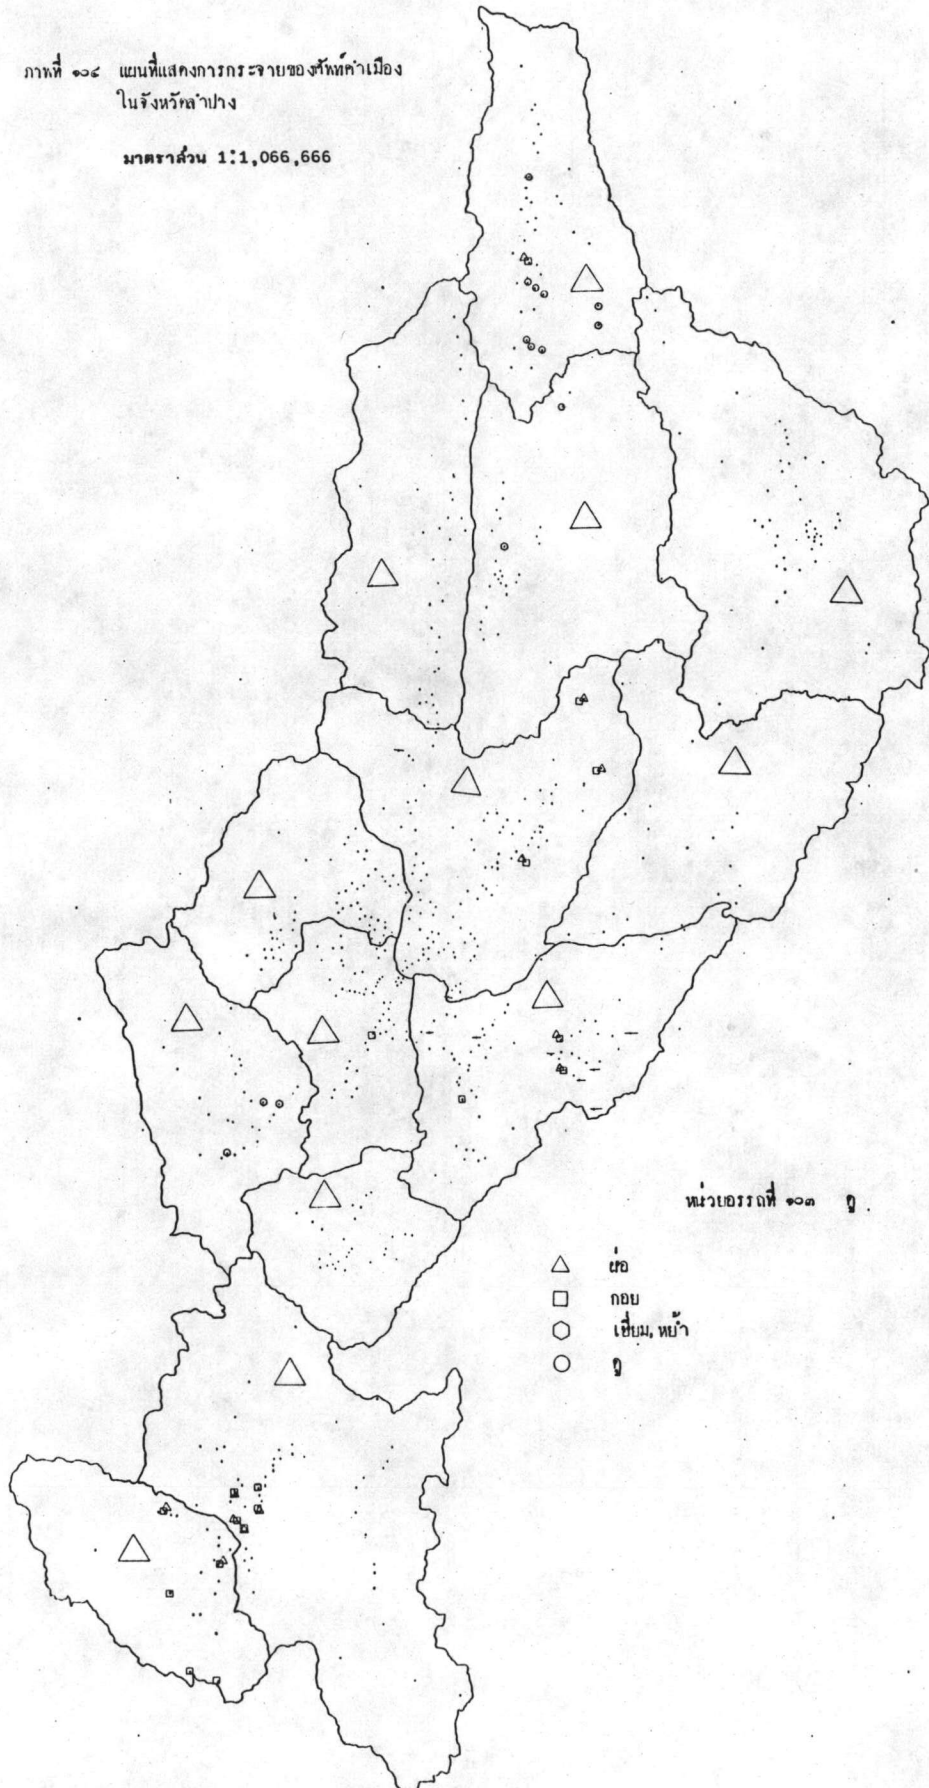 ภาพที่ ๑๐๔ แผนที่แสดงการกระจายของศัพท์คำเมือง
ในจังหวัดลำปาง
มาตราส่วน 1:1,066,666
หน่วยอรรถที่ ๑๐๓ ดู
ผ่อ
กอย
เยี่ยม, หย้ำ
ดู